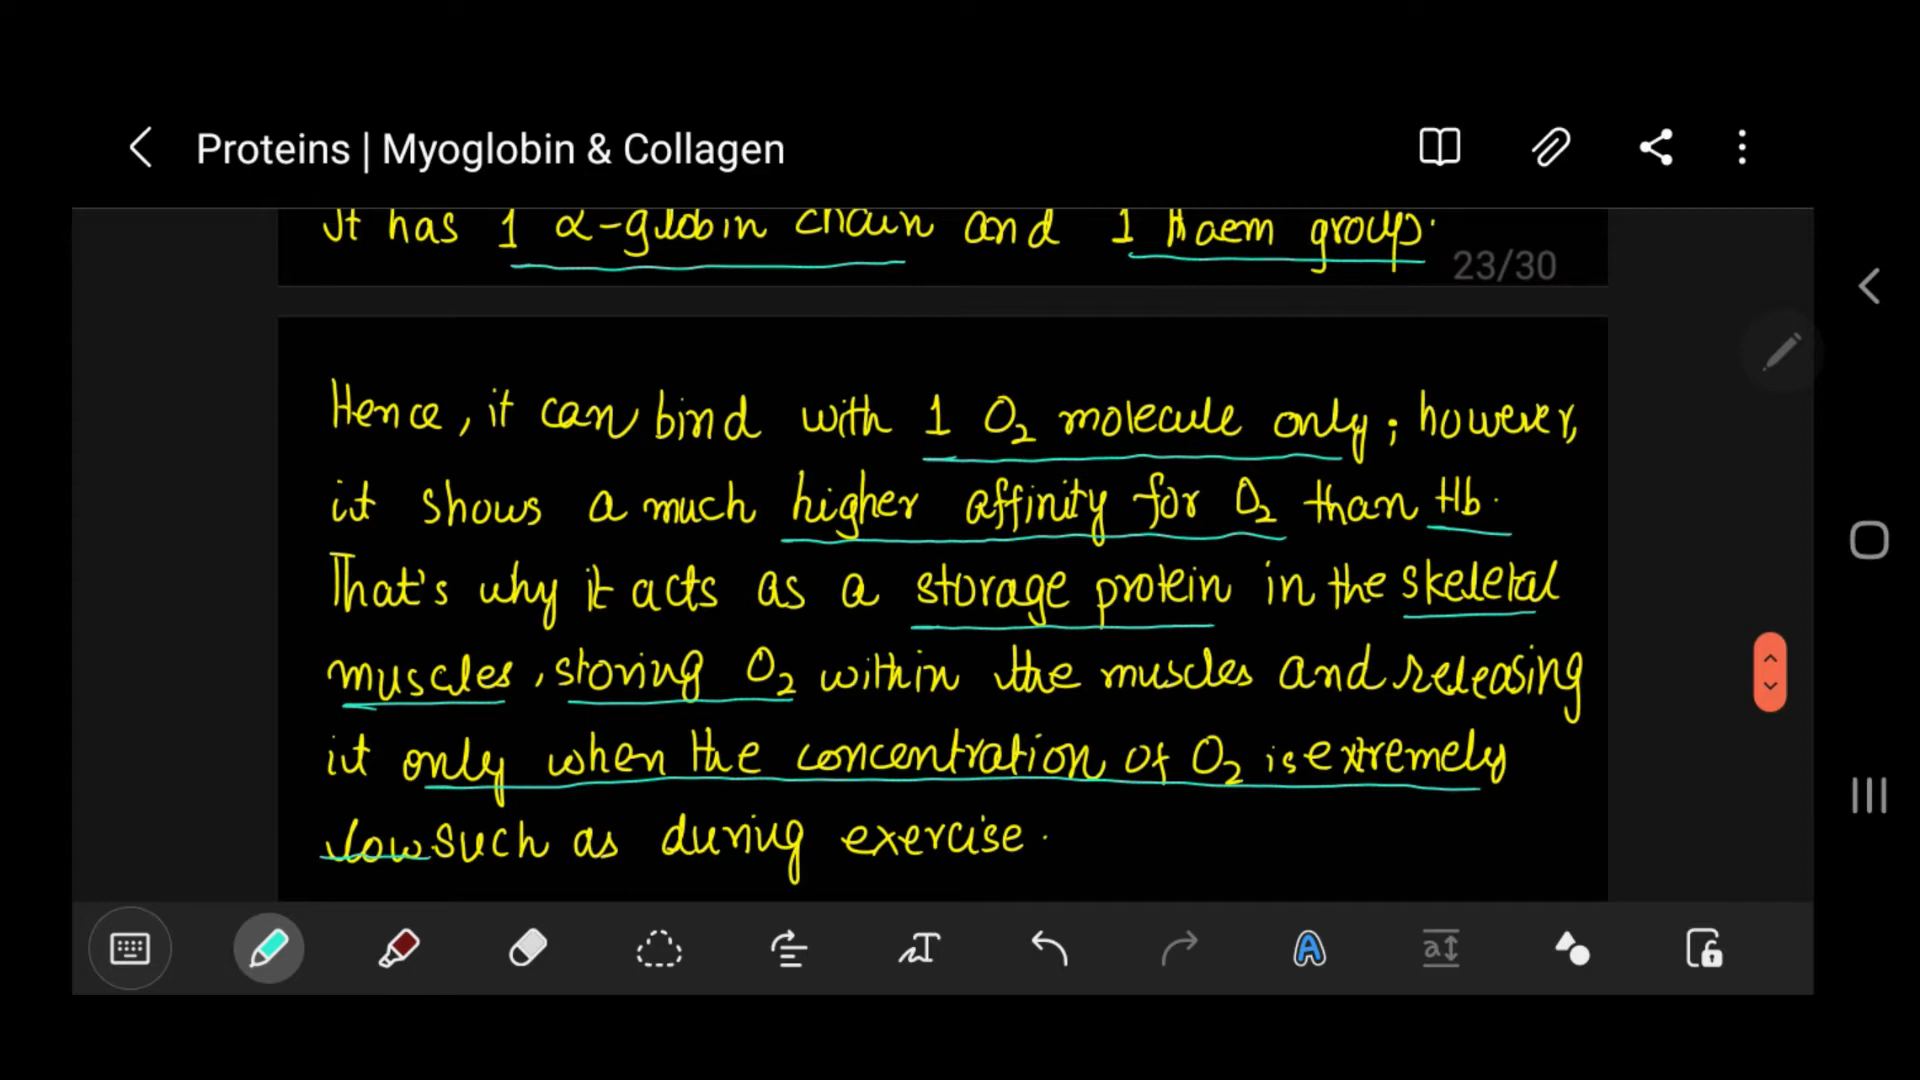 Proteins | Myoglobin & Collagen
It has 1 α-globin chain and 1 Haem group.
23/30
Hence, it can bind with 1 O₂ molecule only; however,
it shows a much higher affinity for O₂ than Hb.
That's why it acts as a storage protein in the skeletal
muscles, storing O₂ within the muscles and releasing
it only when the concentration of O₂ is extremely
low such as during exercise.